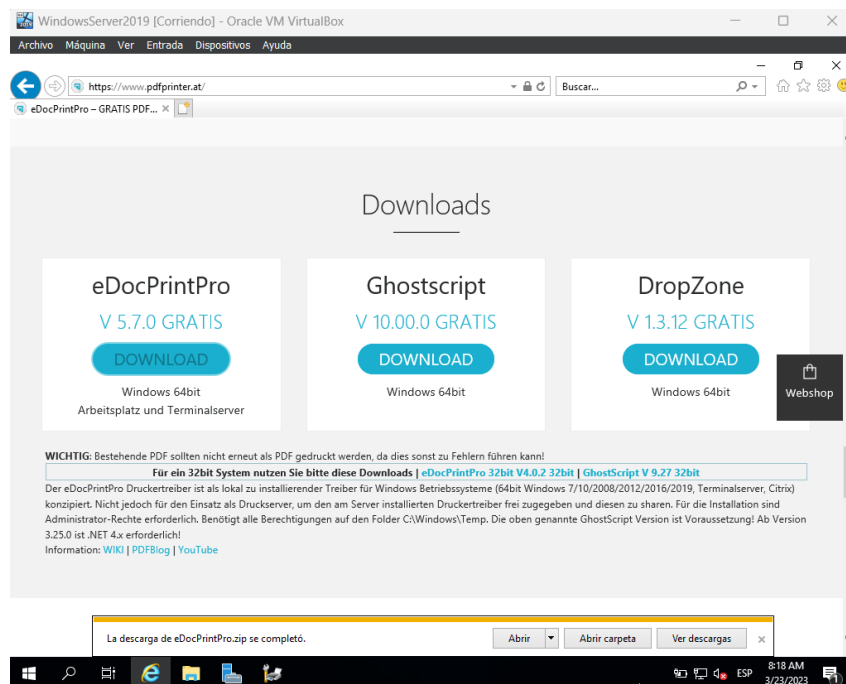 WindowsServer2019 [Corriendo] - Oracle VM VirtualBox
Archivo Máquina Ver Entrada Dispositivos Ayuda
https://www.pdfprinter.at/
Buscar...
eDocPrintPro – GRATIS PDF...
Downloads
eDocPrintPro
V 5.7.0 GRATIS
DOWNLOAD
Windows 64bit
Arbeitsplatz und Terminalserver
Ghostscript
V 10.00.0 GRATIS
DOWNLOAD
Windows 64bit
DropZone
V 1.3.12 GRATIS
DOWNLOAD
Windows 64bit
Webshop
WICHTIG: Bestehende PDF sollten nicht erneut als PDF gedruckt werden, da dies sonst zu Fehlern führen kann!
Für ein 32bit System nutzen Sie bitte diese Downloads | eDocPrintPro 32bit V4.0.2 32bit | GhostScript V 9.27 32bit
Der eDocPrintPro Druckertreiber ist als lokal zu installierender Treiber für Windows Betriebssysteme (64bit Windows 7/10/2008/2012/2016/2019, Terminalserver, Citrix)
konzipiert. Nicht jedoch für den Einsatz als Druckserver, um den am Server installierten Druckertreiber frei zugegeben und diesen zu sharen. Für die Installation sind
Administrator-Rechte erforderlich. Benötigt alle Berechtigungen auf den Folder C:\Windows\Temp. Die oben genannte GhostScript Version ist Voraussetzung! Ab Version
3.25.0 ist .NET 4.x erforderlich!
Information: WIKI | PDFBlog | YouTube
La descarga de eDocPrintPro.zip se completó.
Abrir
Abrir carpeta
Ver descargas
ESP
8:18 AM
3/23/2023